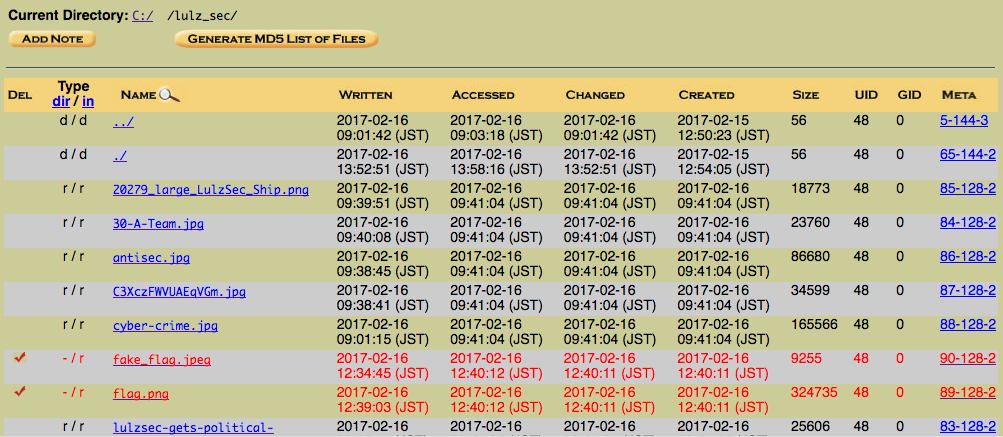 Current Directory: C:/ /lulz_sec/
ADD NOTE GENERATE MD5 LIST OF FILES
DEL Type dir / in NAME WRITTEN ACCESSED CHANGED CREATED SIZE UID GID META
d / d ../ 2017-02-16 2017-02-16 2017-02-16 2017-02-15 56 48 0 5-144-3
09:01:42 (JST) 09:03:18 (JST) 09:01:42 (JST) 12:50:23 (JST)
d / d ./ 2017-02-16 2017-02-16 2017-02-16 2017-02-15 56 48 0 65-144-2
13:52:51 (JST) 13:58:16 (JST) 13:52:51 (JST) 12:54:05 (JST)
r / r 20279_large_LulzSec_Ship.png 2017-02-16 2017-02-16 2017-02-16 2017-02-16 18773 48 0 85-128-2
09:39:51 (JST) 09:41:04 (JST) 09:41:04 (JST) 09:41:04 (JST)
r / r 30-A-Team.jpg 2017-02-16 2017-02-16 2017-02-16 2017-02-16 23760 48 0 84-128-2
09:40:08 (JST) 09:41:04 (JST) 09:41:04 (JST) 09:41:04 (JST)
r / r antisec.jpg 2017-02-16 2017-02-16 2017-02-16 2017-02-16 86680 48 0 86-128-2
09:38:45 (JST) 09:41:04 (JST) 09:41:04 (JST) 09:41:04 (JST)
r / r C3XczFWVUAEqVGm.jpg 2017-02-16 2017-02-16 2017-02-16 2017-02-16 34599 48 0 87-128-2
09:38:41 (JST) 09:41:04 (JST) 09:41:04 (JST) 09:41:04 (JST)
r / r cyber-crime.jpg 2017-02-16 2017-02-16 2017-02-16 2017-02-16 165566 48 0 88-128-2
09:01:15 (JST) 09:41:04 (JST) 09:41:04 (JST) 09:41:04 (JST)
- / r fake_flag.jpeg 2017-02-16 2017-02-16 2017-02-16 2017-02-16 9255 48 0 90-128-2
12:34:45 (JST) 12:40:12 (JST) 12:40:11 (JST) 12:40:11 (JST)
- / r flag.png 2017-02-16 2017-02-16 2017-02-16 2017-02-16 324735 48 0 89-128-2
12:39:03 (JST) 12:40:12 (JST) 12:40:11 (JST) 12:40:11 (JST)
r / r lulzsec-gets-political- 2017-02-16 2017-02-16 2017-02-16 2017-02-16 25606 48 0 83-128-2